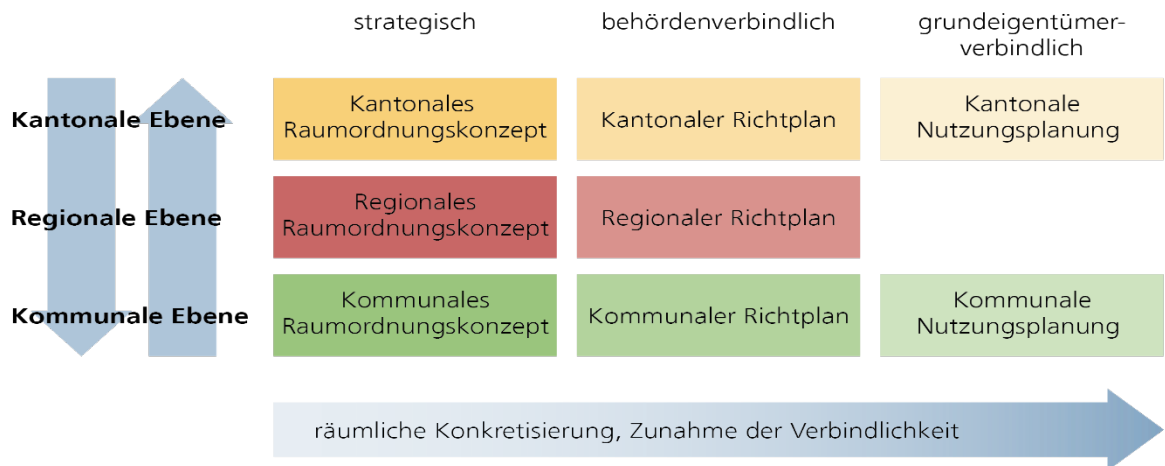 strategisch
behördenverbindlich
grundeigentümer-
verbindlich
Kantonale Ebene
Kantonales
Raumordnungskonzept
Kantonaler Richtplan
Kantonale
Nutzungsplanung
Regionale Ebene
Regionales
Raumordnungskonzept
Regionaler Richtplan
Kommunale Ebene
Kommunales
Raumordnungskonzept
Kommunaler Richtplan
Kommunale
Nutzungsplanung
räumliche Konkretisierung, Zunahme der Verbindlichkeit